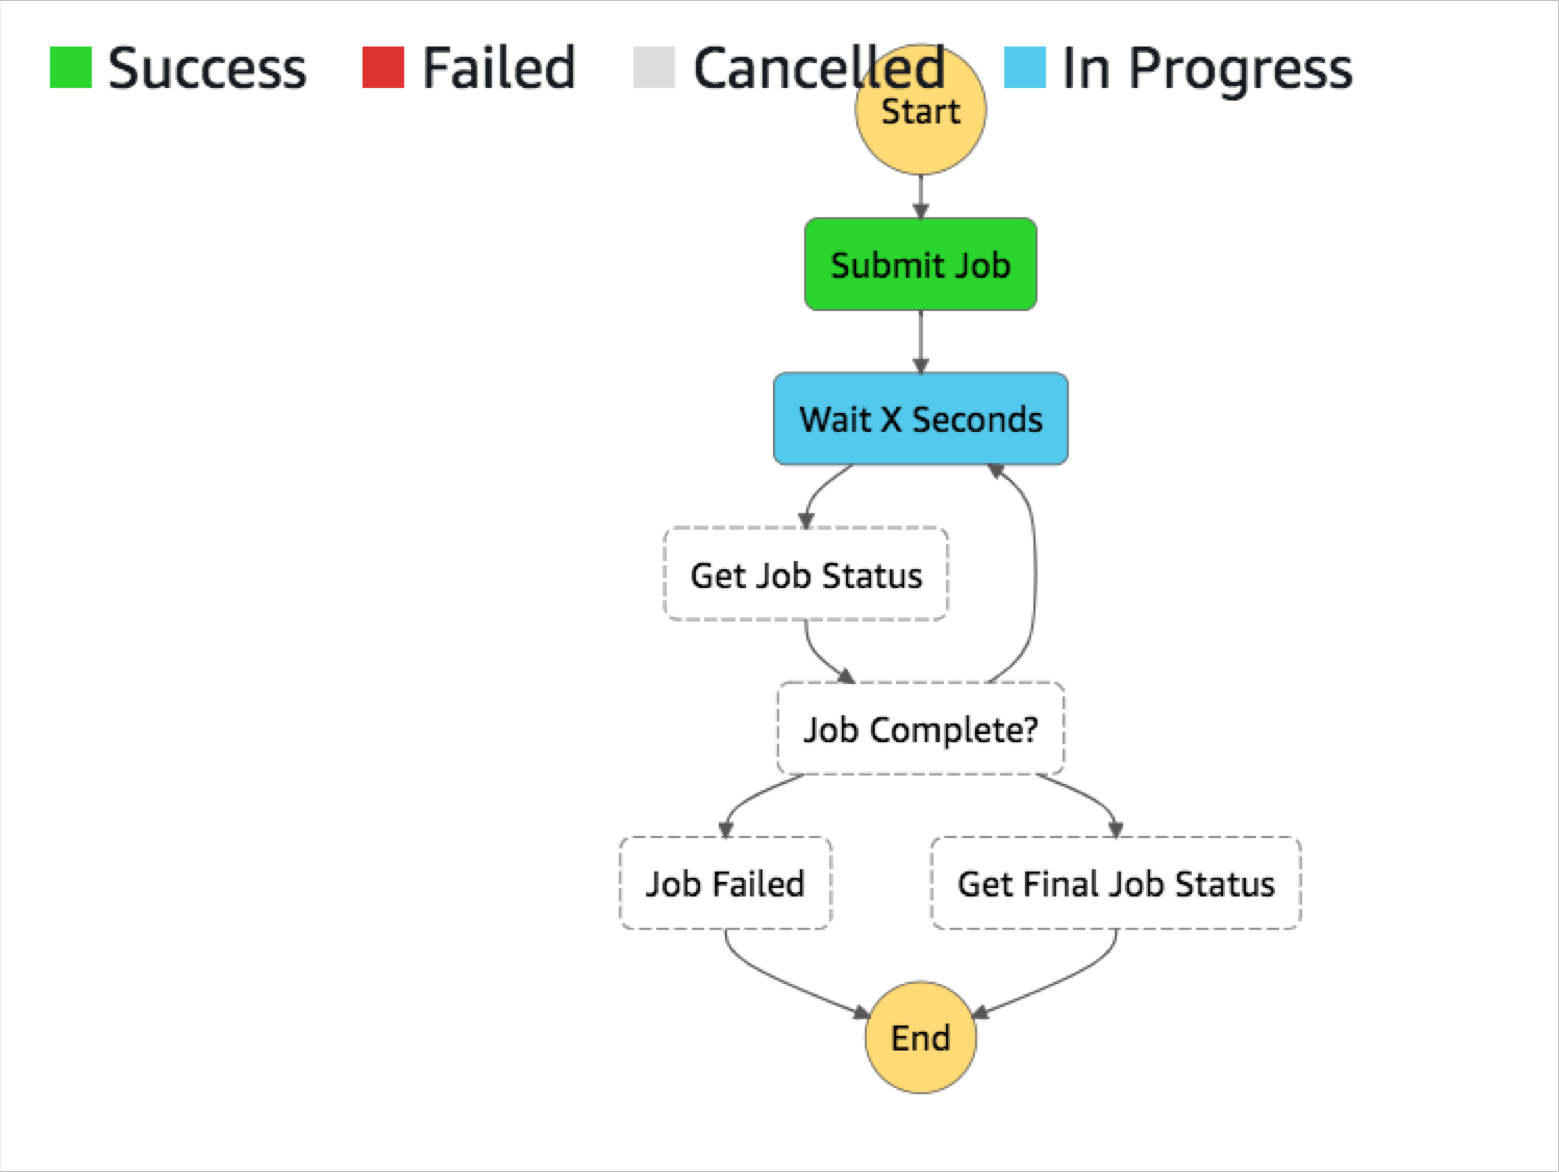 Success Failed Cancelled In Progress
Start
Submit Job
Wait X Seconds
Get Job Status
Job Complete?
Job Failed Get Final Job Status
End